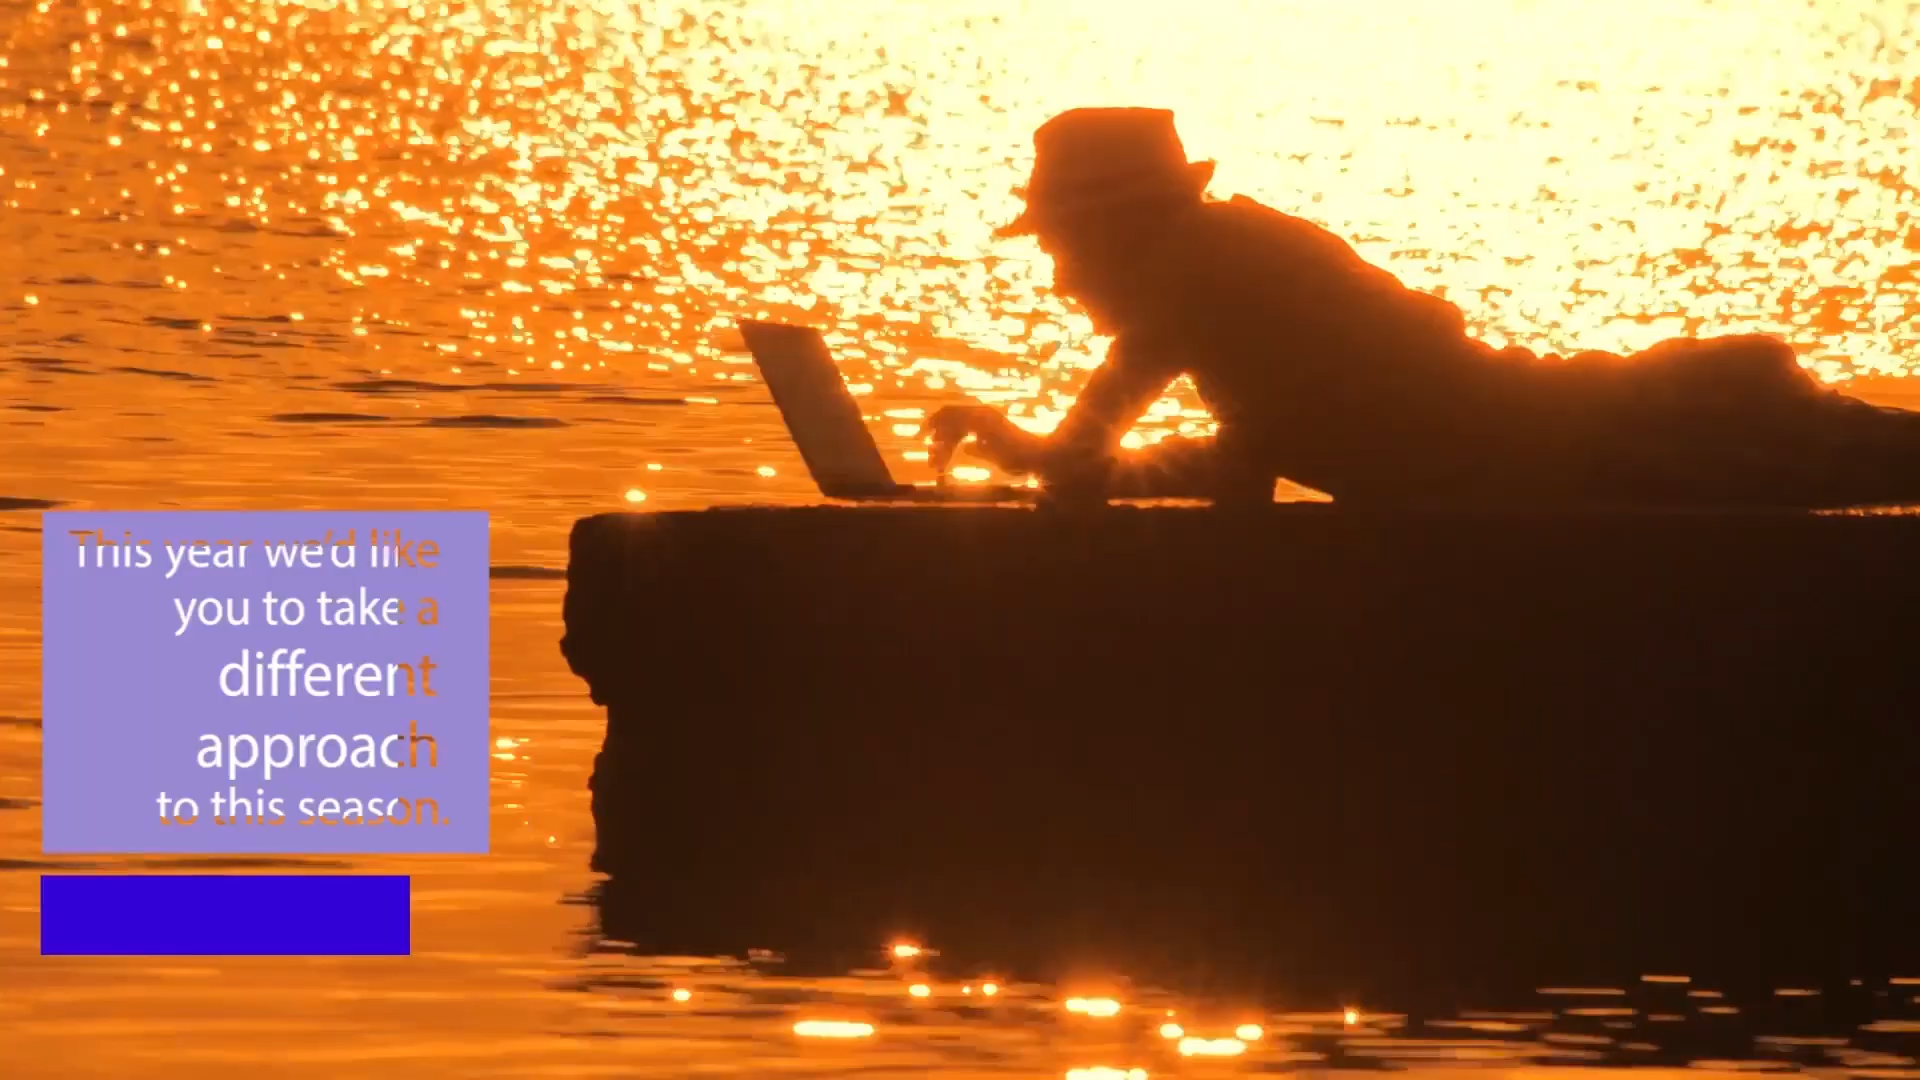 This year we'd like
you to take a
different
approach
to this season.